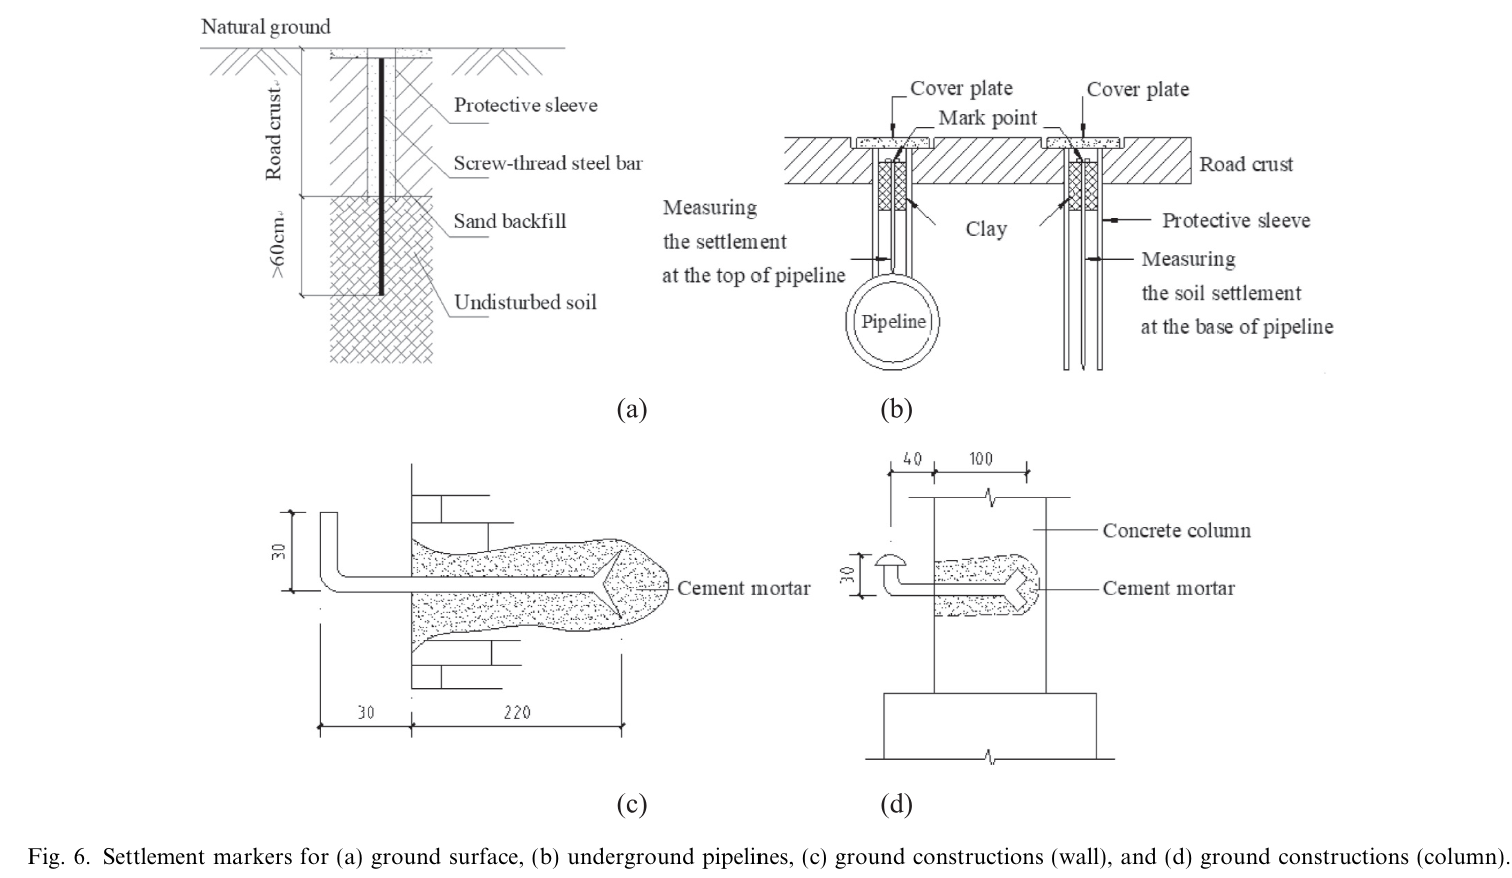 Natural ground
Road crust
>60cm
Protective sleeve
Screw-thread steel bar
Sand backfill
Undisturbed soil
(a)
Cover plate
Cover plate
Mark point
Road crust
Measuring
the settlement
at the top of pipeline
Clay
Protective sleeve
Measuring
the soil settlement
at the base of pipeline
Pipeline
(b)
30
Cement mortar
30
220
(c)
40
100
Concrete column
30
Cement mortar
(d)
Fig. 6. Settlement markers for (a) ground surface, (b) underground pipelines, (c) ground constructions (wall), and (d) ground constructions (column).